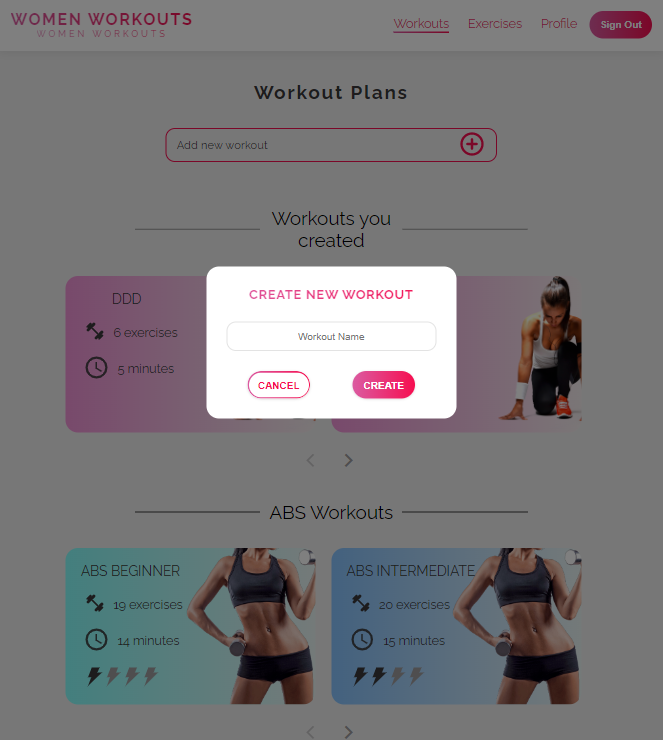 WOMEN WORKOUTS
WOMEN WORKOUTS
Workouts
Exercises
Profile
Sign Out
Workout Plans
Add new workout
Workouts you
created
DDD
6 exercises
5 minutes
CREATE NEW WORKOUT
Workout Name
CANCEL
CREATE
ABS Workouts
ABS BEGINNER
19 exercises
14 minutes
ABS INTERMEDIATE
20 exercises
15 minutes